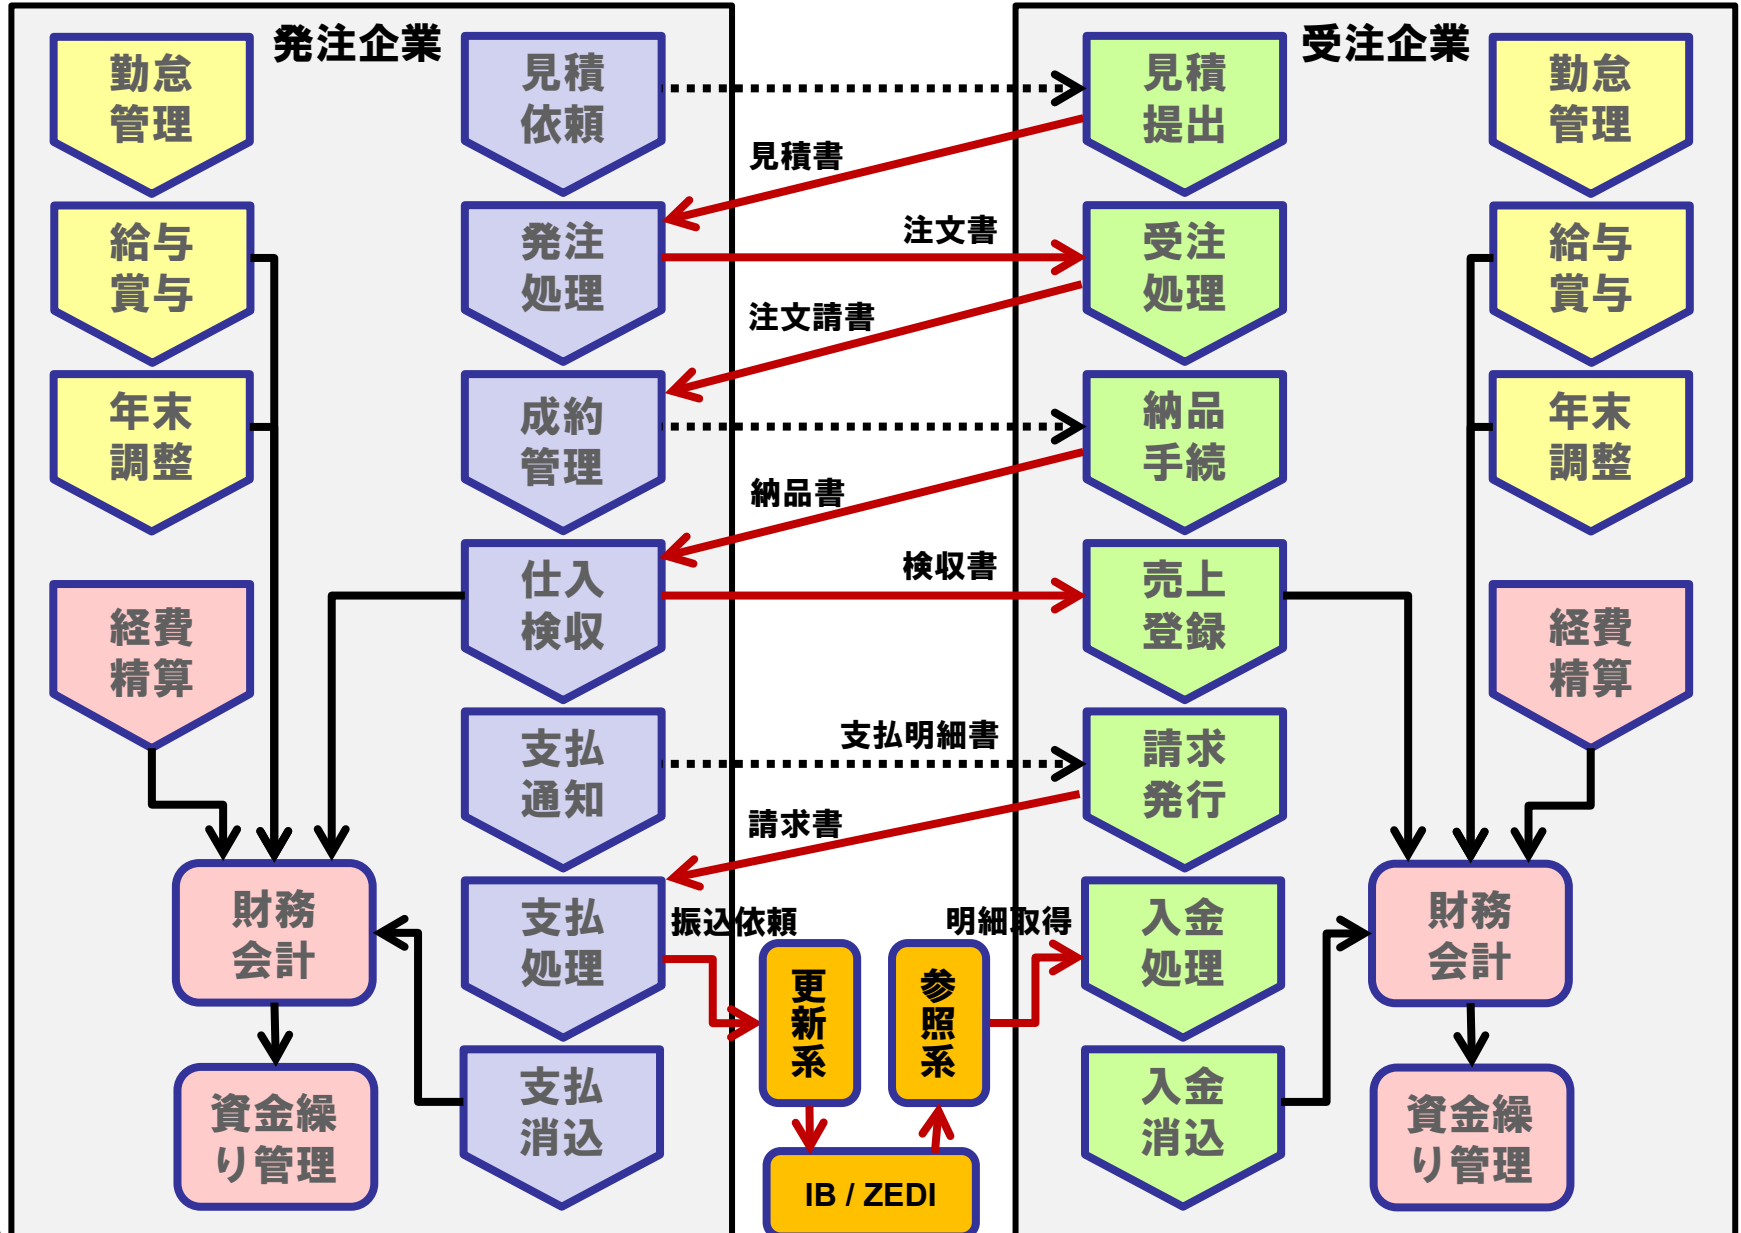 発注企業
勤怠
管理
給与
賞与
年末
調整
経費
精算
財務
会計
資金繰
り管理
見積
依頼
発注
処理
成約
管理
仕入
検収
支払
通知
支払
処理
支払
消込
見積書
注文書
注文請書
納品書
検収書
支払明細書
請求書
振込依頼
明細取得
更新系
参照系
IB / ZEDI
受注企業
見積
提出
受注
処理
納品
手続
売上
登録
請求
発行
入金
処理
入金
消込
勤怠
管理
給与
賞与
年末
調整
経費
精算
財務
会計
資金繰
り管理